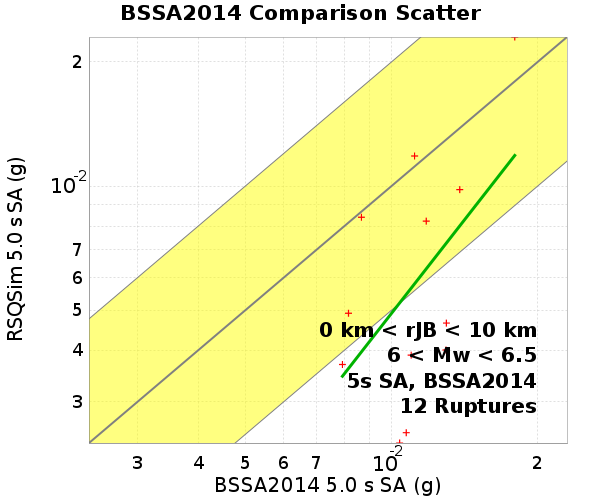 BSSA2014 Comparison Scatter
RSQSim 5.0 s SA (g)
2
10-2
7
6
5
4
3
0 km < rJB < 10 km
6 < Mw < 6.5
5s SA, BSSA2014
12 Ruptures
3 4 5 6 7 10-2 2
BSSA2014 5.0 s SA (g)